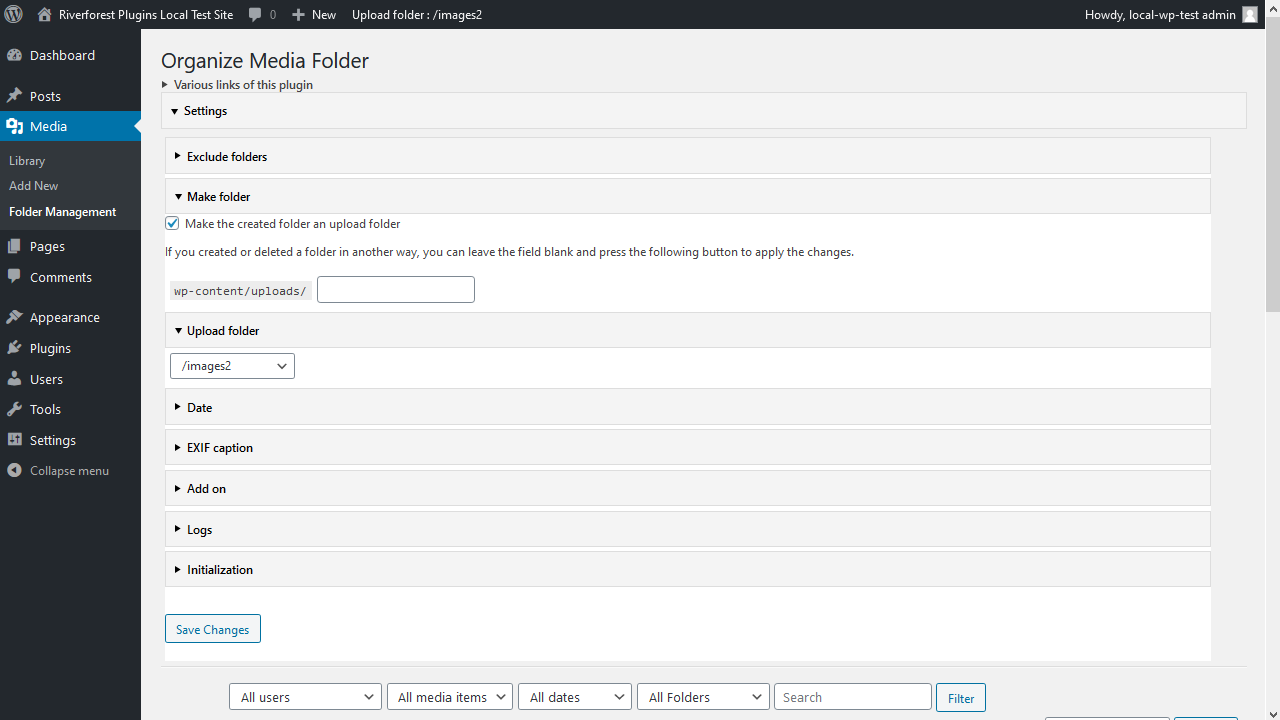 Riverforest Plugins Local Test Site 0 New Upload folder : /images2 Howdy, local-wp-test admin
Dashboard
Posts
Media
Library
Add New
Folder Management
Pages
Comments
Appearance
Plugins
Users
Tools
Settings
Collapse menu
Organize Media Folder
Various links of this plugin
Settings
Exclude folders
Make folder
Make the created folder an upload folder
If you created or deleted a folder in another way, you can leave the field blank and press the following button to apply the changes.
wp-content/uploads/
Upload folder
/images2
Date
EXIF caption
Add on
Logs
Initialization
Save Changes
All users All media items All dates All Folders Search Filter